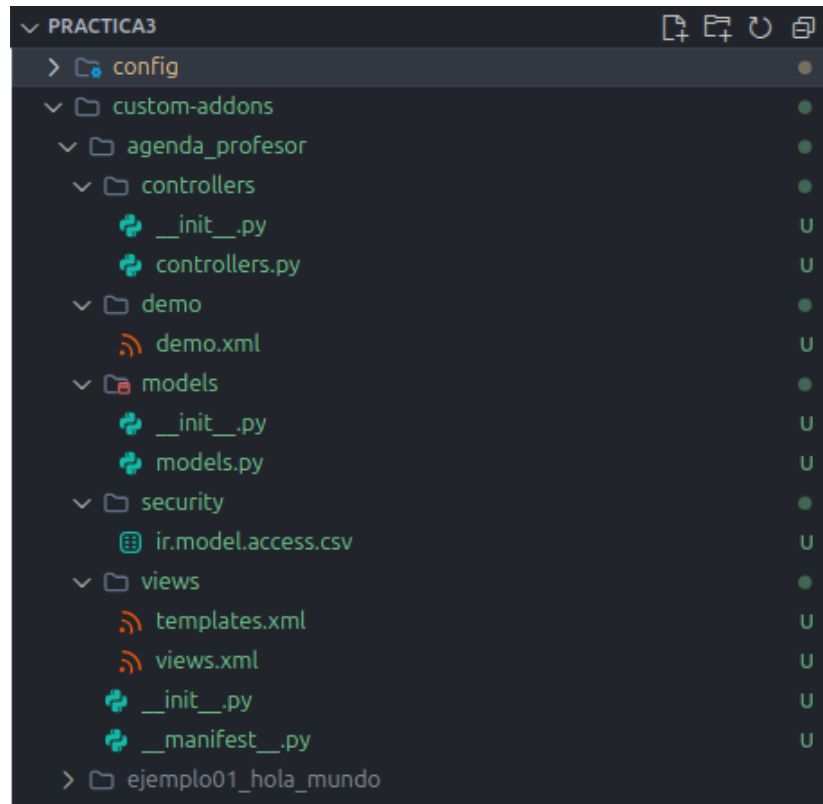 PRACTICA3
config
custom-addons
agenda_profesor
controllers
__init__.py
U
controllers.py
U
demo
demo.xml
U
models
__init__.py
U
models.py
U
security
ir.model.access.csv
U
views
templates.xml
U
views.xml
U
__init__.py
U
__manifest__.py
U
ejemplo01_hola_mundo